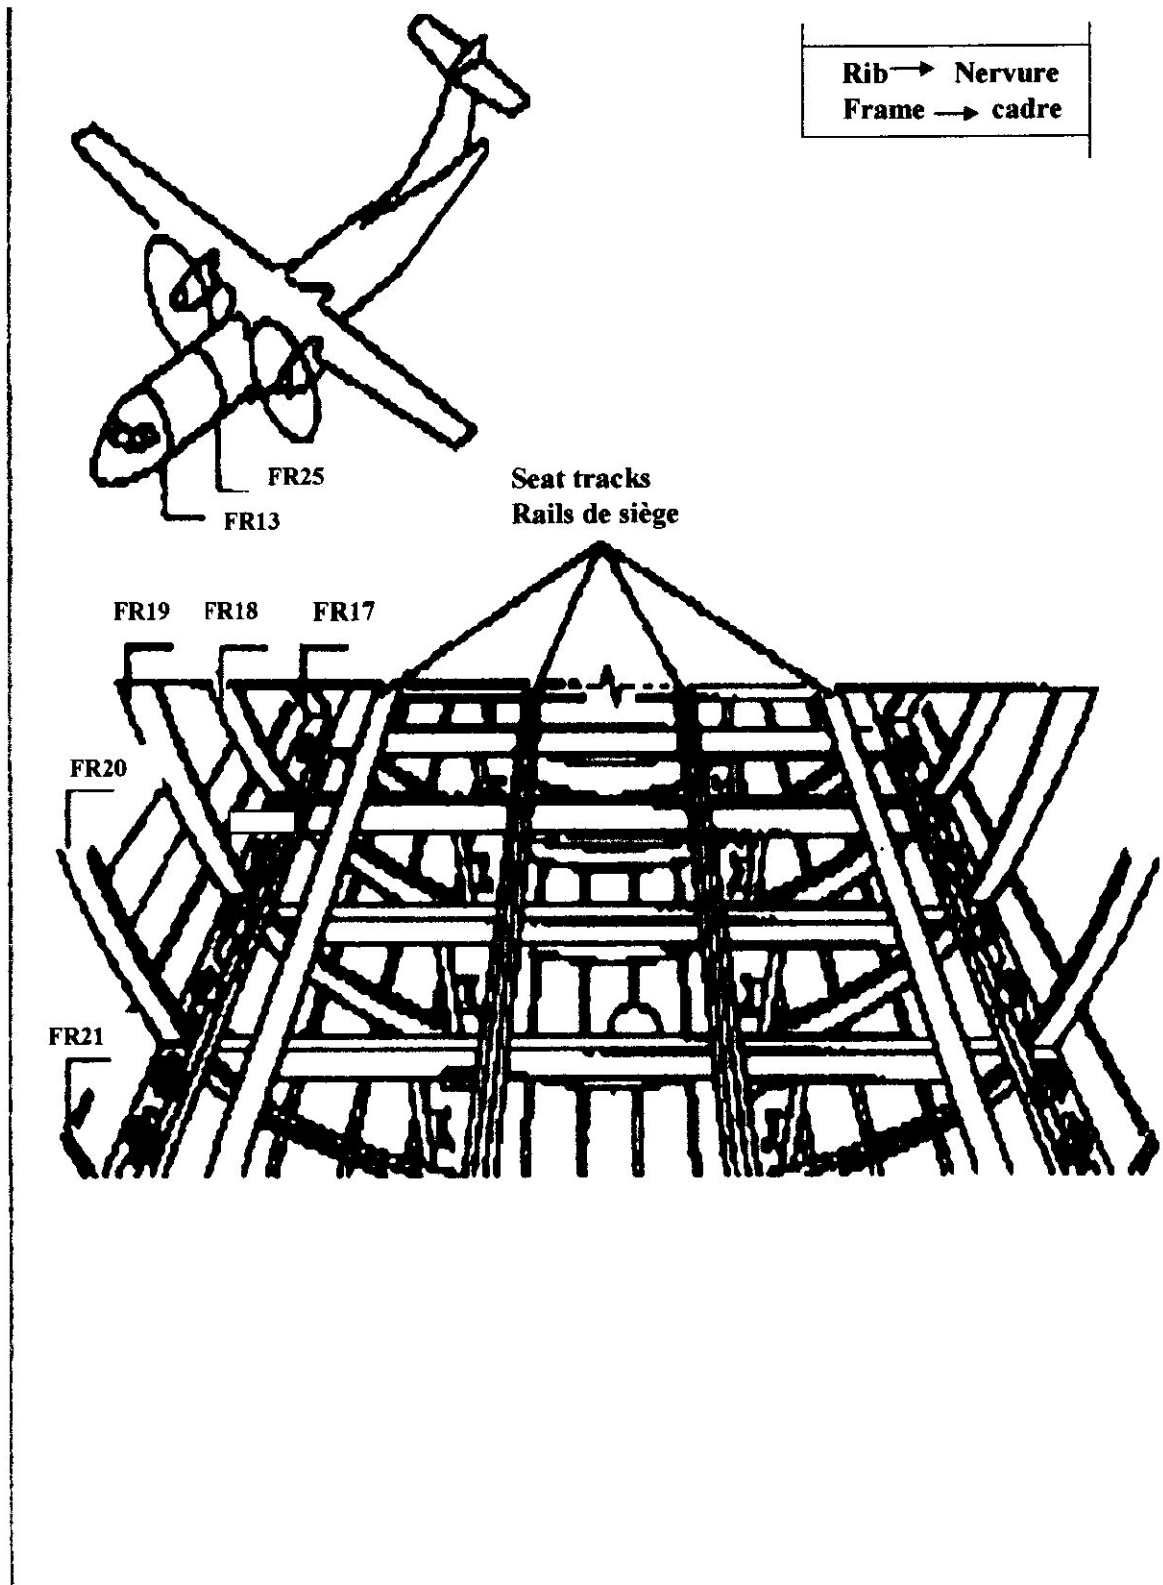 Rib → Nervure
Frame → cadre
FR25
FR13
Seat tracks
Rails de siège
FR19 FR18 FR17
FR20
FR21